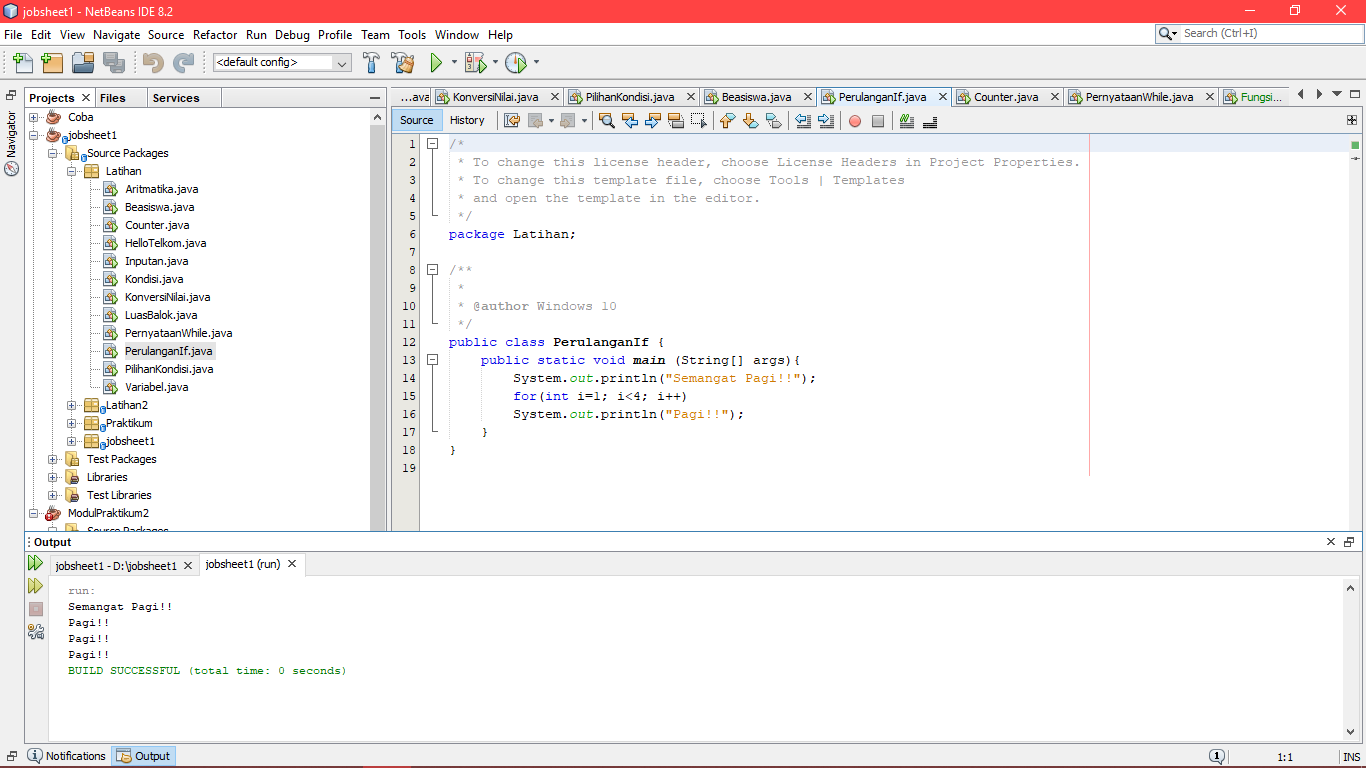 jobsheet1 - NetBeans IDE 8.2
File Edit View Navigate Source Refactor Run Debug Profile Team Tools Window Help
Search (Ctrl+I)
<default config>
Navigator
Projects Files Services
Coba
jobsheet1
Source Packages
Latihan
Aritmatika.java
Beasiswa.java
Counter.java
HelloTelkom.java
Inputan.java
Kondisi.java
KonversiNilai.java
LuasBalok.java
PernyataanWhile.java
PerulanganIf.java
PilihanKondisi.java
Variabel.java
Latihan2
Praktikum
jobsheet1
Test Packages
Libraries
Test Libraries
ModulPraktikum2
Source Packages
...ava KonversiNilai.java PilihanKondisi.java Beasiswa.java PerulanganIf.java Counter.java PernyataanWhile.java Fungsi...
Source History
1 /*
2 * To change this license header, choose License Headers in Project Properties.
3 * To change this template file, choose Tools | Templates
4 * and open the template in the editor.
5 */
6 package Latihan;
7
8 /**
9 *
10 * @author Windows 10
11 */
12 public class PerulanganIf {
13 public static void main (String[] args){
14 System.out.println("Semangat Pagi!!");
15 for(int i=1; i<4; i++)
16 System.out.println("Pagi!!");
17 }
18 }
19
Output
jobsheet1 - D:\jobsheet1 jobsheet1 (run)
run:
Semangat Pagi!!
Pagi!!
Pagi!!
Pagi!!
BUILD SUCCESSFUL (total time: 0 seconds)
Notifications Output 1 1:1 INS